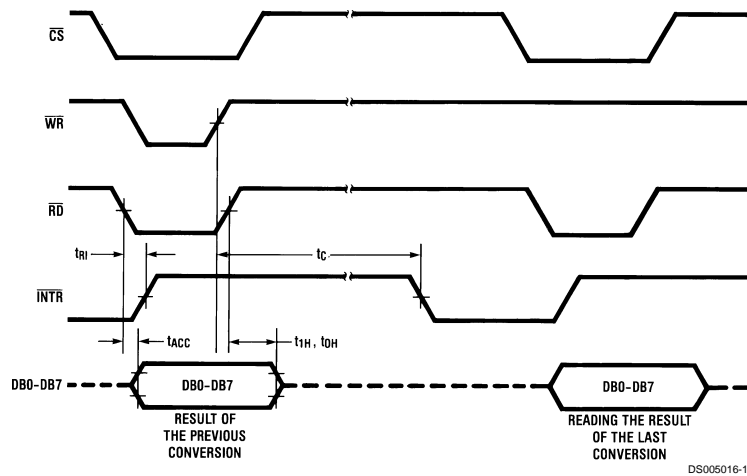 CS
WR
RD
tRI
tC
INTR
tACC
t1H, t0H
DB0-DB7
DB0-DB7
DB0-DB7
RESULT OF
THE PREVIOUS
CONVERSION
READING THE RESULT
OF THE LAST
CONVERSION
DS005016-1